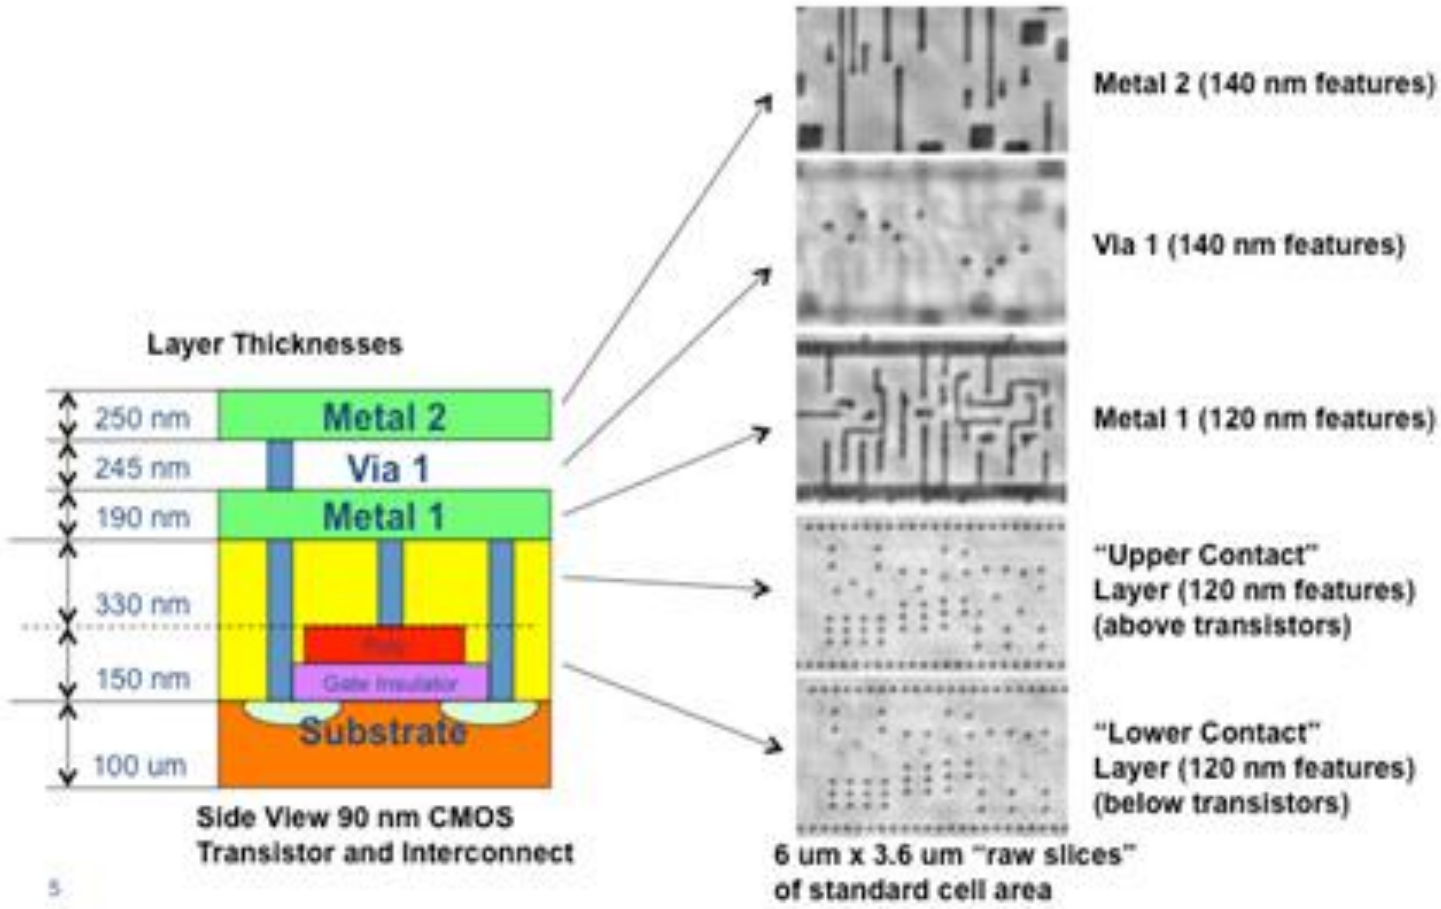 Layer Thicknesses
250 nm
Metal 2
245 nm
Via 1
190 nm
Metal 1
330 nm
150 nm
Gate Insulator
Substrate
100 um
Side View 90 nm CMOS
Transistor and Interconnect
5
Metal 2 (140 nm features)
Via 1 (140 nm features)
Metal 1 (120 nm features)
“Upper Contact”
Layer (120 nm features)
(above transistors)
“Lower Contact”
Layer (120 nm features)
(below transistors)
6 um x 3.6 um “raw slices”
of standard cell area